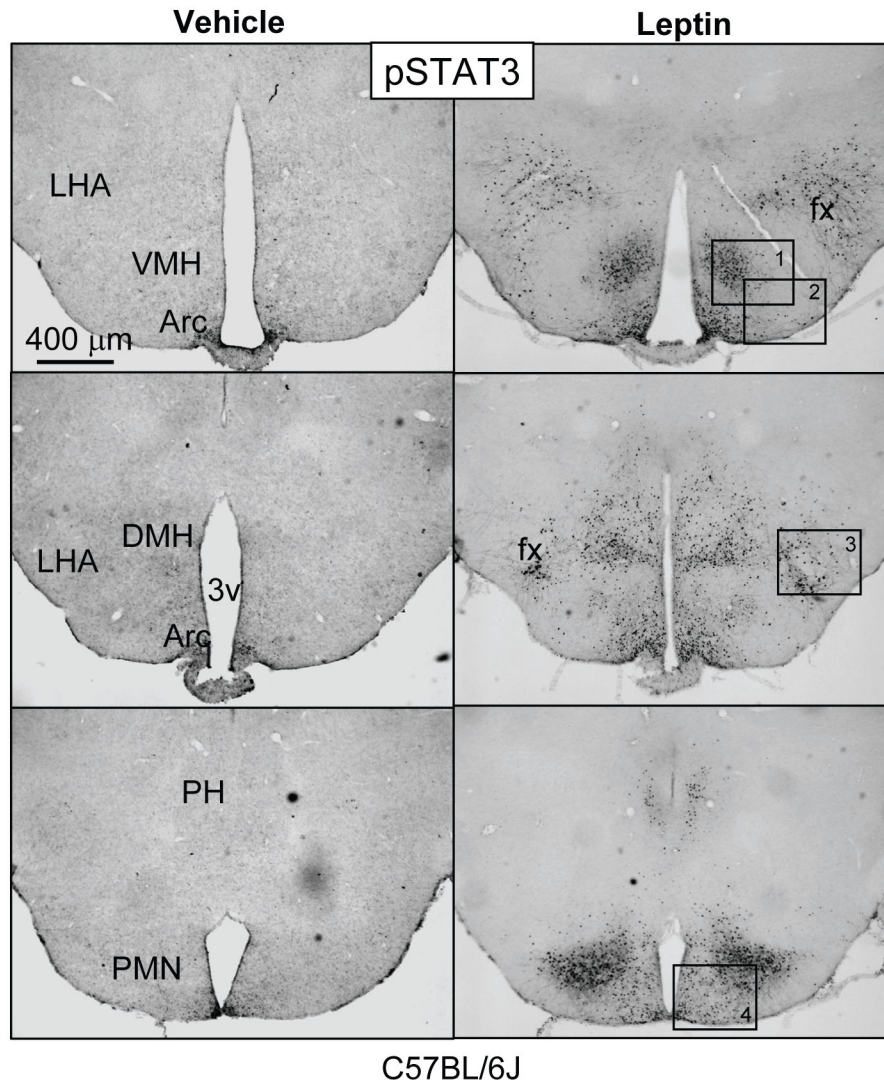 Vehicle
Leptin
pSTAT3
LHA
VMH
Arc
400 μm
fx
1
2
DMH
LHA
3v
Arc
fx
3
PH
PMN
4
C57BL/6J